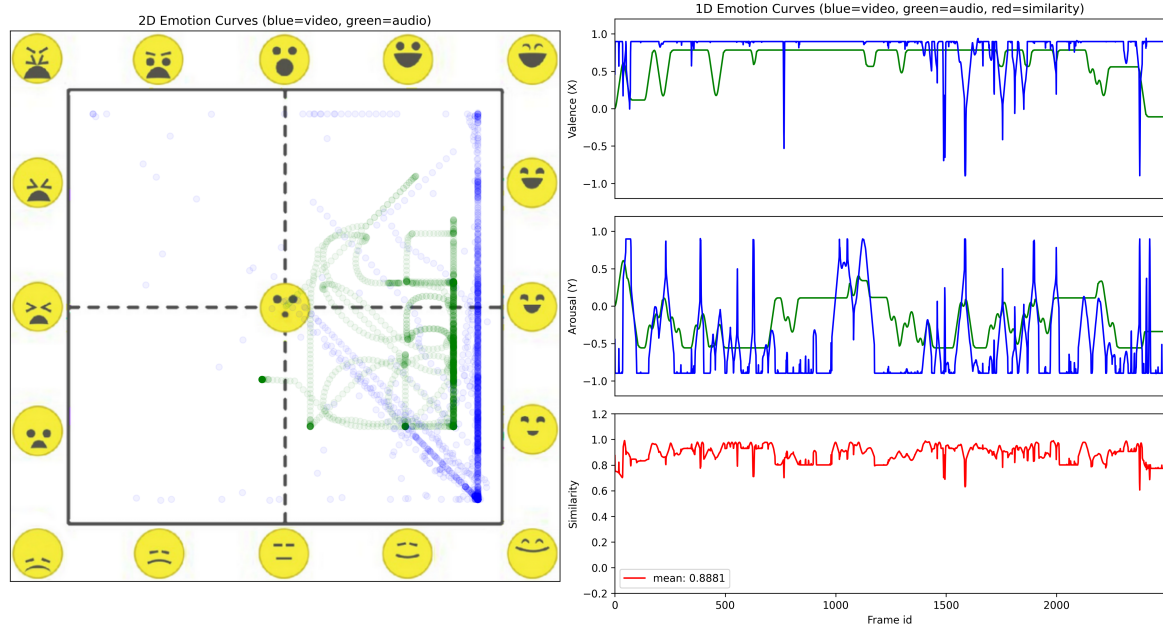 2D Emotion Curves (blue=video, green=audio)
1D Emotion Curves (blue=video, green=audio, red=similarity)
1.0
0.5
0.0
−0.5
−1.0
Valence (X)
1.0
0.5
0.0
−0.5
−1.0
Arousal (Y)
1.2
1.0
0.8
0.6
0.4
0.2
0.0
−0.2
Similarity
mean: 0.8881
0 500 1000 1500 2000
Frame id